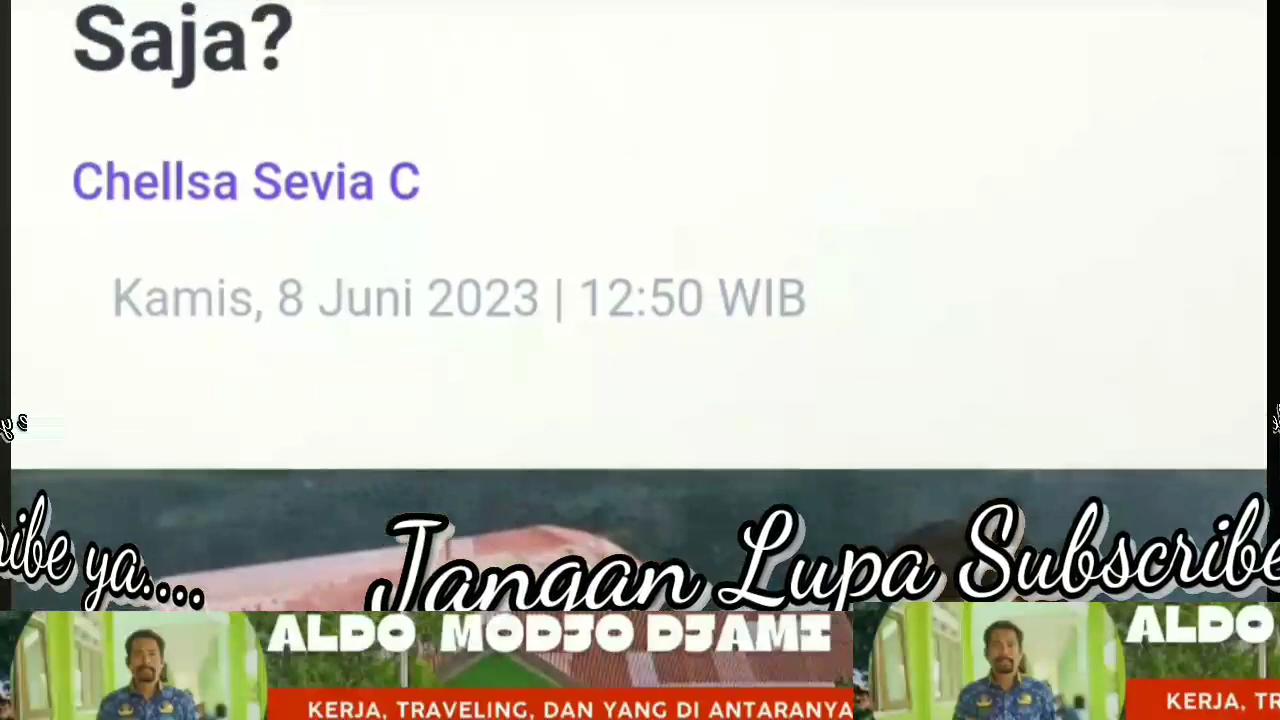 Saja?
Chellsa Sevia C
Kamis, 8 Juni 2023 | 12:50 WIB
ribe ya....
Jangan Lupa Subscribe
ALDO MODJO DJAMI
ALDO
KERJA, TRAVELING, DAN YANG DI ANTARANYA
KERJA, TR